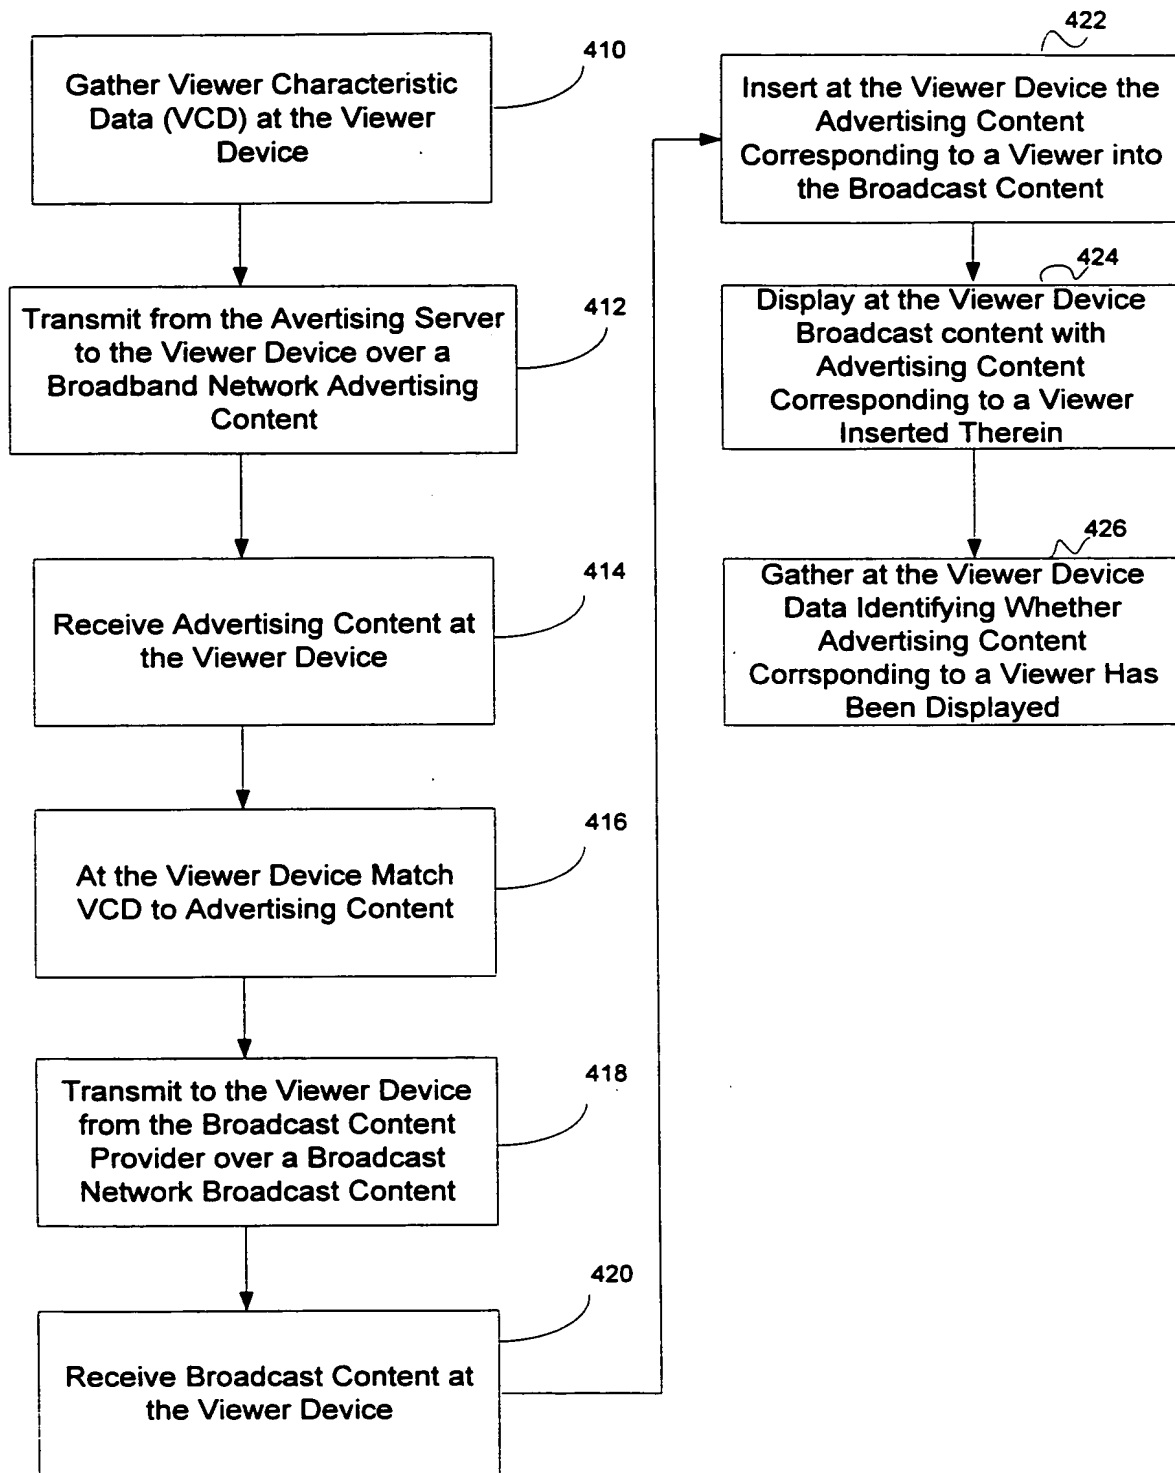 Gather Viewer Characteristic
Data (VCD) at the Viewer
Device
410
Transmit from the Avertising Server
to the Viewer Device over a
Broadband Network Advertising
Content
412
Receive Advertising Content at
the Viewer Device
414
At the Viewer Device Match
VCD to Advertising Content
416
Transmit to the Viewer Device
from the Broadcast Content
Provider over a Broadcast
Network Broadcast Content
418
Receive Broadcast Content at
the Viewer Device
420
422
Insert at the Viewer Device the
Advertising Content
Corresponding to a Viewer into
the Broadcast Content
424
Display at the Viewer Device
Broadcast content with
Advertising Content
Corresponding to a Viewer
Inserted Therein
426
Gather at the Viewer Device
Data Identifying Whether
Advertising Content
Corrsponding to a Viewer Has
Been Displayed